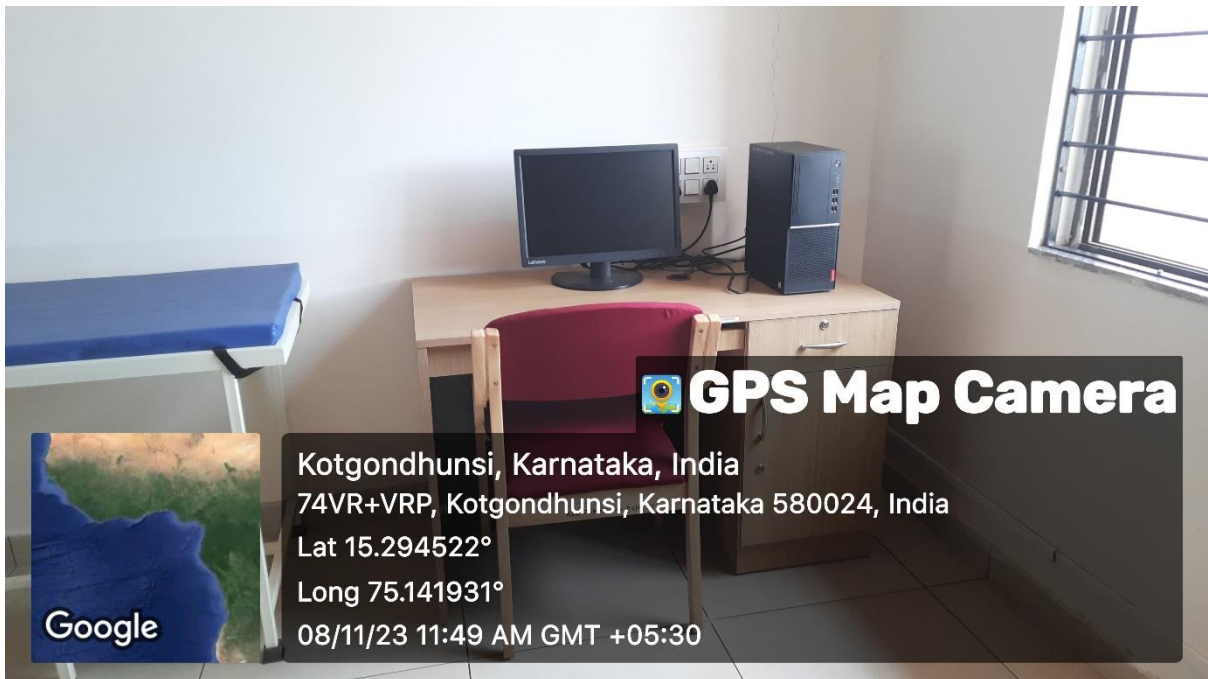 Lenovo
GPS Map Camera
Kotgondhunsi, Karnataka, India
74VR+VRP, Kotgondhunsi, Karnataka 580024, India
Lat 15.294522°
Long 75.141931°
08/11/23 11:49 AM GMT +05:30
Google